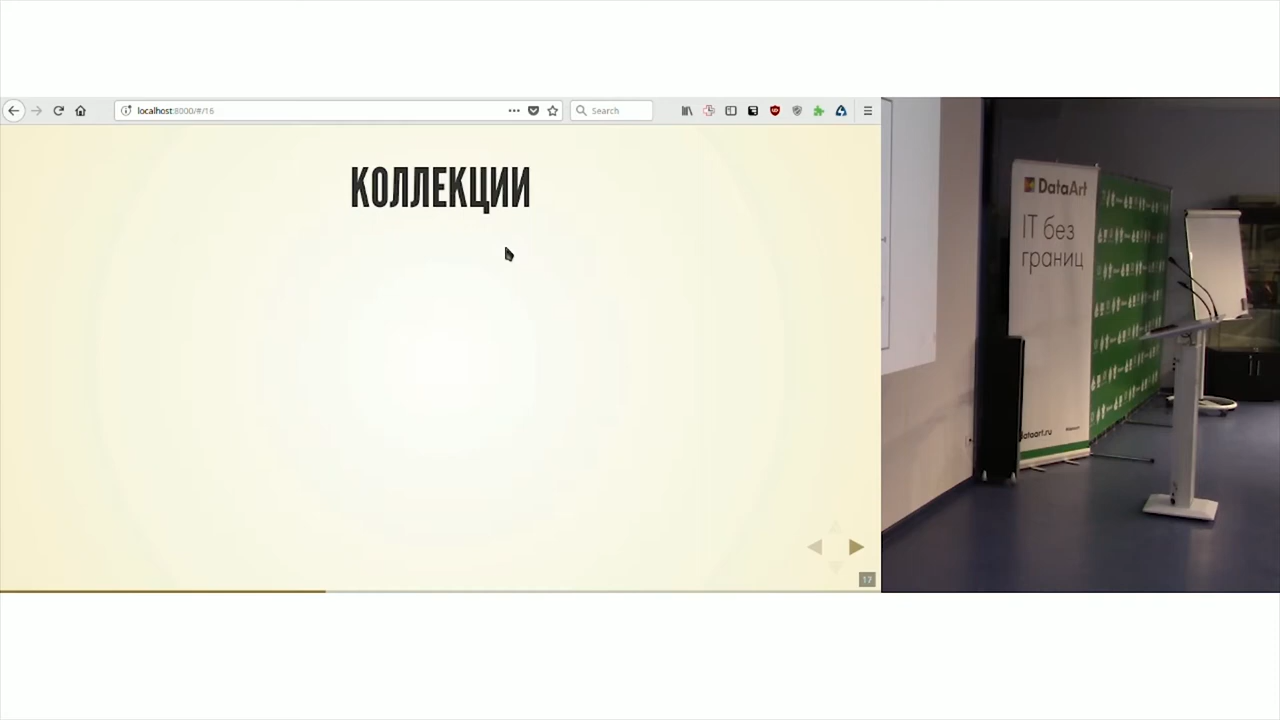 localhost:8000/#/16
Search
КОЛЛЕКЦИИ
17
DataArt
IT без
границ
dataart.ru